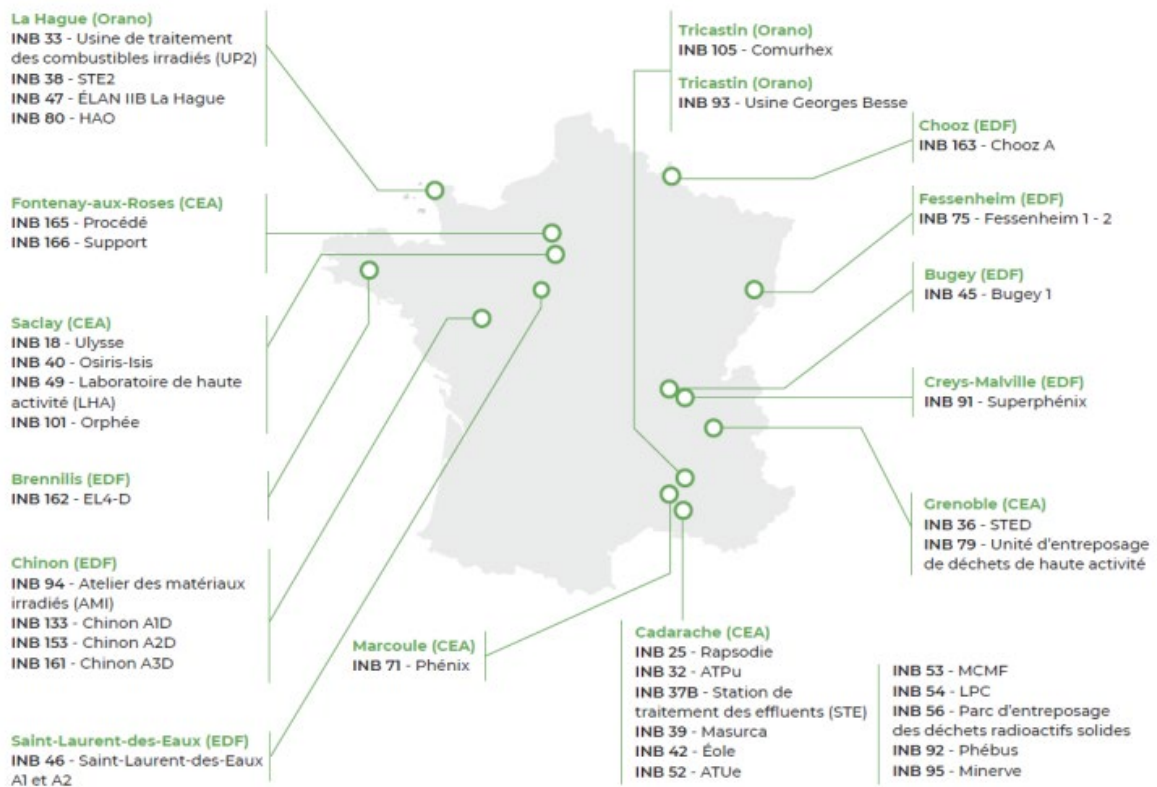 La Hague (Orano)
INB 33 - Usine de traitement
des combustibles irradiés (UP2)
INB 38 - STE2
INB 47 - ÉLAN IIB La Hague
INB 80 - HAO
Fontenay-aux-Roses (CEA)
INB 165 - Procédé
INB 166 - Support
Saclay (CEA)
INB 18 - Ulysse
INB 40 - Osiris-Isis
INB 49 - Laboratoire de haute
activité (LHA)
INB 101 - Orphée
Brennilis (EDF)
INB 162 - EL4-D
Chinon (EDF)
INB 94 - Atelier des matériaux
irradiés (AMI)
INB 133 - Chinon A1D
INB 153 - Chinon A2D
INB 161 - Chinon A3D
Saint-Laurent-des-Eaux (EDF)
INB 46 - Saint-Laurent-des-Eaux
A1 et A2
Tricastin (Orano)
INB 105 - Comurhex
Tricastin (Orano)
INB 93 - Usine Georges Besse
Chooz (EDF)
INB 163 - Chooz A
Fessenheim (EDF)
INB 75 - Fessenheim 1 - 2
Bugey (EDF)
INB 45 - Bugey 1
Creys-Malville (EDF)
INB 91 - Superphénix
Grenoble (CEA)
INB 36 - STED
INB 79 - Unité d'entreposage
de déchets de haute activité
Marcoule (CEA)
INB 71 - Phénix
Cadarache (CEA)
INB 25 - Rapsodie
INB 32 - ATPu
INB 37B - Station de
traitement des effluents (STE)
INB 39 - Masurca
INB 42 - Éole
INB 52 - ATUe
INB 53 - MCMF
INB 54 - LPC
INB 56 - Parc d'entreposage
des déchets radioactifs solides
INB 92 - Phébus
INB 95 - Minerve